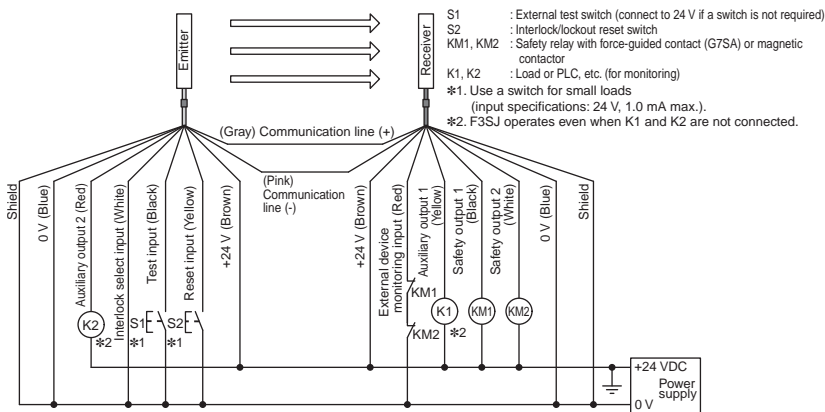 Emitter
Receiver
S1 : External test switch (connect to 24 V if a switch is not required)
S2 : Interlock/lockout reset switch
KM1, KM2 : Safety relay with force-guided contact (G7SA) or magnetic
contactor
K1, K2 : Load or PLC, etc. (for monitoring)
*1. Use a switch for small loads
(input specifications: 24 V, 1.0 mA max.).
*2. F3SJ operates even when K1 and K2 are not connected.
(Gray) Communication line (+)
(Pink)
Communication
line (-)
Shield
0 V (Blue)
Auxiliary output 2 (Red)
Interlock select input (White)
Test input (Black)
Reset input (Yellow)
+24 V (Brown)
+24 V (Brown)
External device
monitoring input (Red)
Auxiliary output 1
(Yellow)
Safety output 1
(Black)
Safety output 2
(White)
0 V (Blue)
Shield
K2
*2
S1
*1
S2
*1
KM1
KM2
K1
*2
KM1
KM2
+24 VDC
Power
supply
0 V